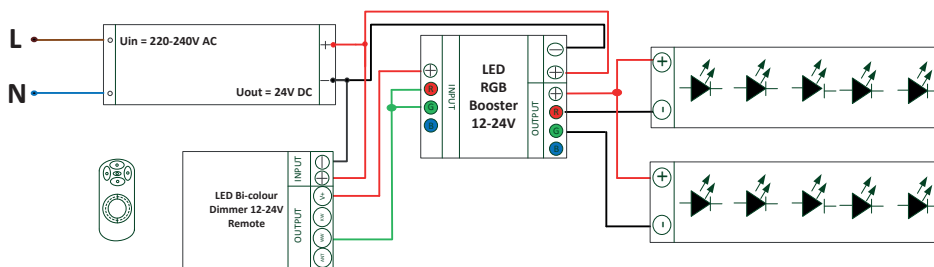 L
N
Uin = 220-240V AC
Uout = 24V DC
+
−
LED
RGB
Booster
12-24V
INPUT
R
G
B
OUTPUT
R
G
B
+
-
+
-
LED Bi-colour
Dimmer 12-24V
Remote
INPUT
OUTPUT
V+
ANT